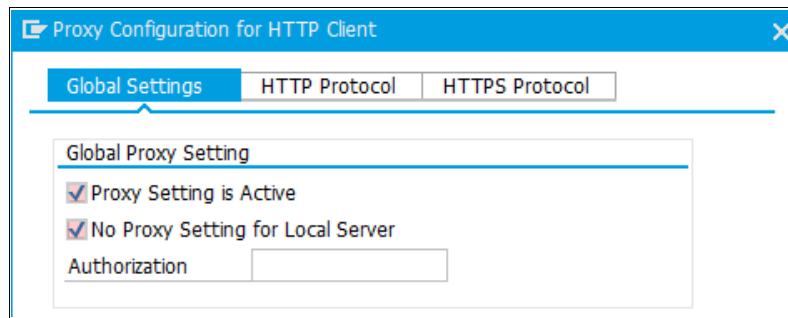 Proxy Configuration for HTTP Client
Global Settings HTTP Protocol HTTPS Protocol
Global Proxy Setting
Proxy Setting is Active
No Proxy Setting for Local Server
Authorization